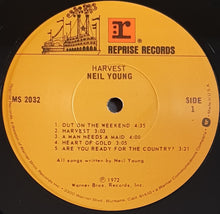 r
REPRISE RECORDS
HARVEST
NEIL YOUNG
MS 2032
SIDE
1
1. OUT ON THE WEEKEND 4:35
2. HARVEST 3:03
3. A MAN NEEDS A MAID 4:00
4. HEART OF GOLD 3:05
5. ARE YOU READY FOR THE COUNTRY? 3:21
All songs written by Neil Young
℗ 1972
Warner Bros. Records, Inc.